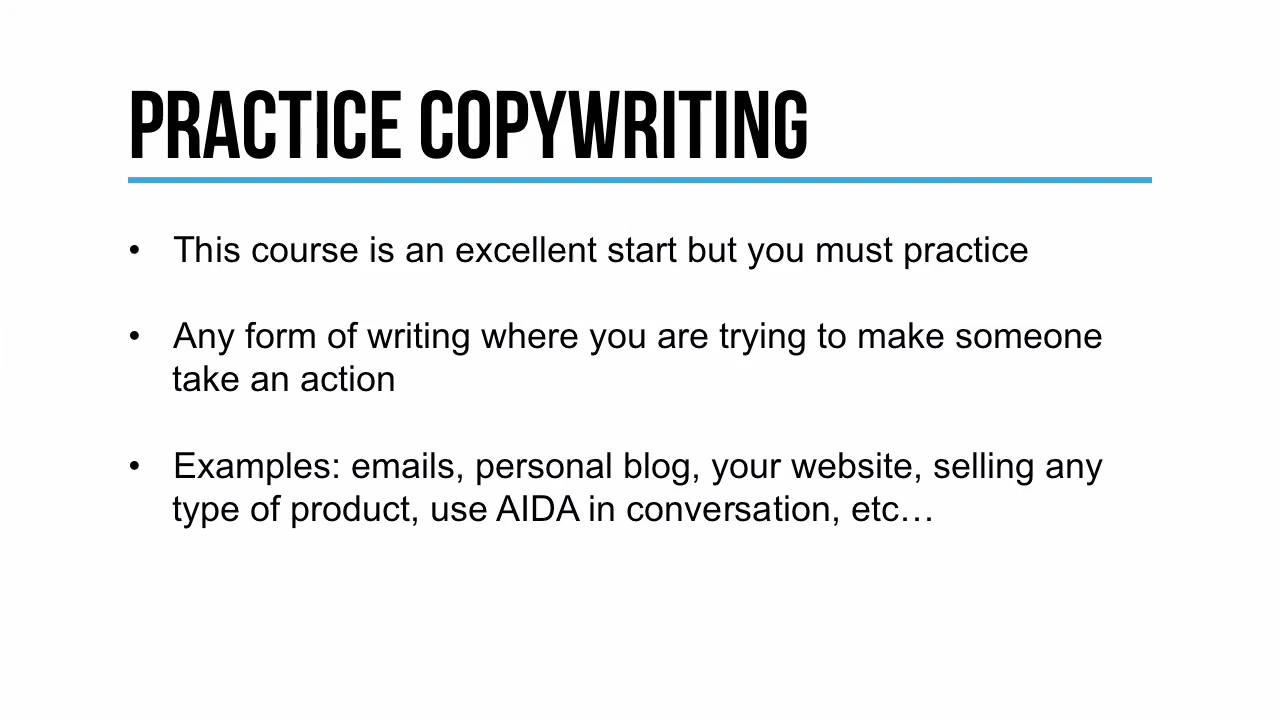 PRACTICE COPYWRITING
• This course is an excellent start but you must practice
• Any form of writing where you are trying to make someone
take an action
• Examples: emails, personal blog, your website, selling any
type of product, use AIDA in conversation, etc…